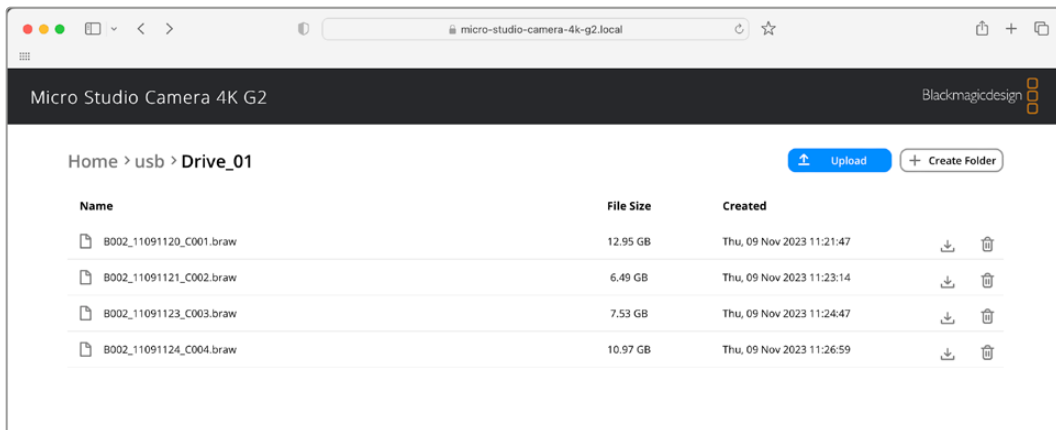 micro-studio-camera-4k-g2.local
Micro Studio Camera 4K G2
Blackmagicdesign
Home > usb > Drive_01
Upload
+ Create Folder
Name File Size Created
B002_11091120_C001.braw 12.95 GB Thu, 09 Nov 2023 11:21:47
B002_11091121_C002.braw 6.49 GB Thu, 09 Nov 2023 11:23:14
B002_11091123_C003.braw 7.53 GB Thu, 09 Nov 2023 11:24:47
B002_11091124_C004.braw 10.97 GB Thu, 09 Nov 2023 11:26:59